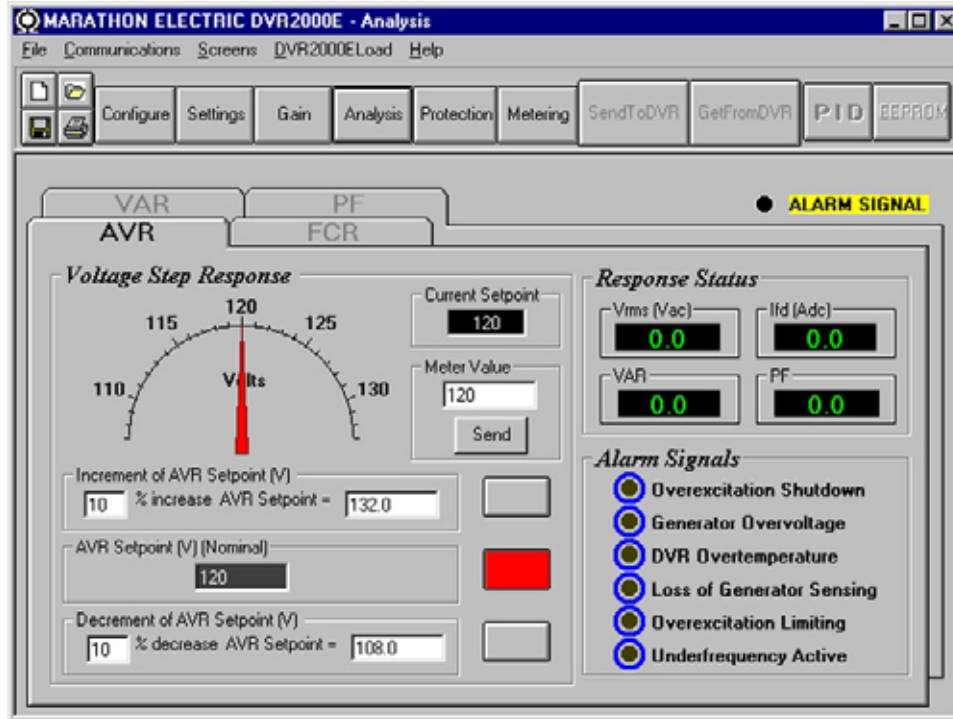 MARATHON ELECTRIC DVR2000E - Analysis
File Communications Screens DVR2000ELoad Help
Configure Settings Gain Analysis Protection Metering SendToDVR GetFromDVR PID EEPROM
VAR PF
ALARM SIGNAL
AVR FCR
Voltage Step Response
110 115 120 125 130
Volts
Current Setpoint
120
Meter Value
120
Send
Increment of AVR Setpoint (V)
10 % increase AVR Setpoint = 132.0
AVR Setpoint (V) (Nominal)
120
Decrement of AVR Setpoint (V)
10 % decrease AVR Setpoint = 108.0
Response Status
Vrms (Vac) Ifd (Adc)
0.0 0.0
VAR PF
0.0 0.0
Alarm Signals
Overexcitation Shutdown
Generator Overvoltage
DVR Overtemperature
Loss of Generator Sensing
Overexcitation Limiting
Underfrequency Active